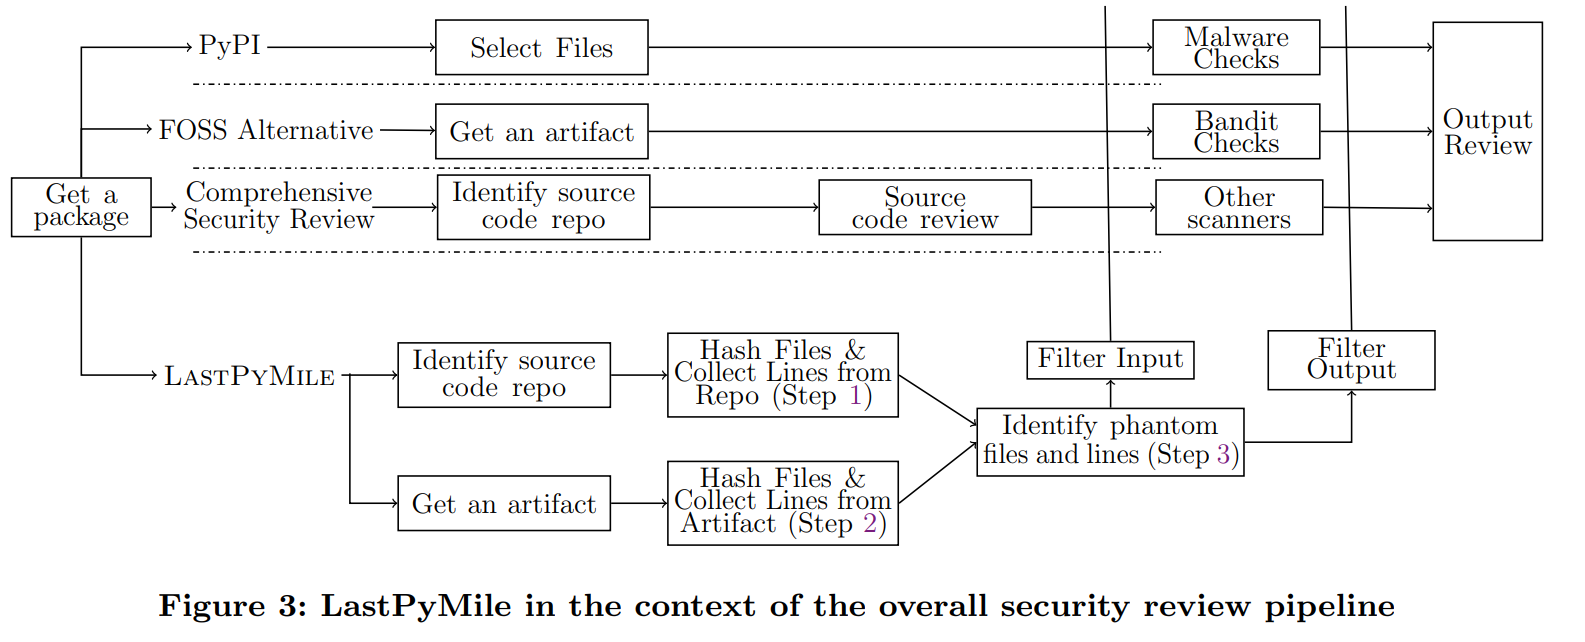 PyPI
Select Files
Malware
Checks
FOSS Alternative
Get an artifact
Bandit
Checks
Output
Review
Get a
package
Comprehensive
Security Review
Identify source
code repo
Source
code review
Other
scanners
LASTPYMILE
Identify source
code repo
Hash Files &
Collect Lines from
Repo (Step 1)
Filter Input
Filter
Output
Identify phantom
files and lines (Step 3)
Get an artifact
Hash Files &
Collect Lines from
Artifact (Step 2)
Figure 3: LastPyMile in the context of the overall security review pipeline